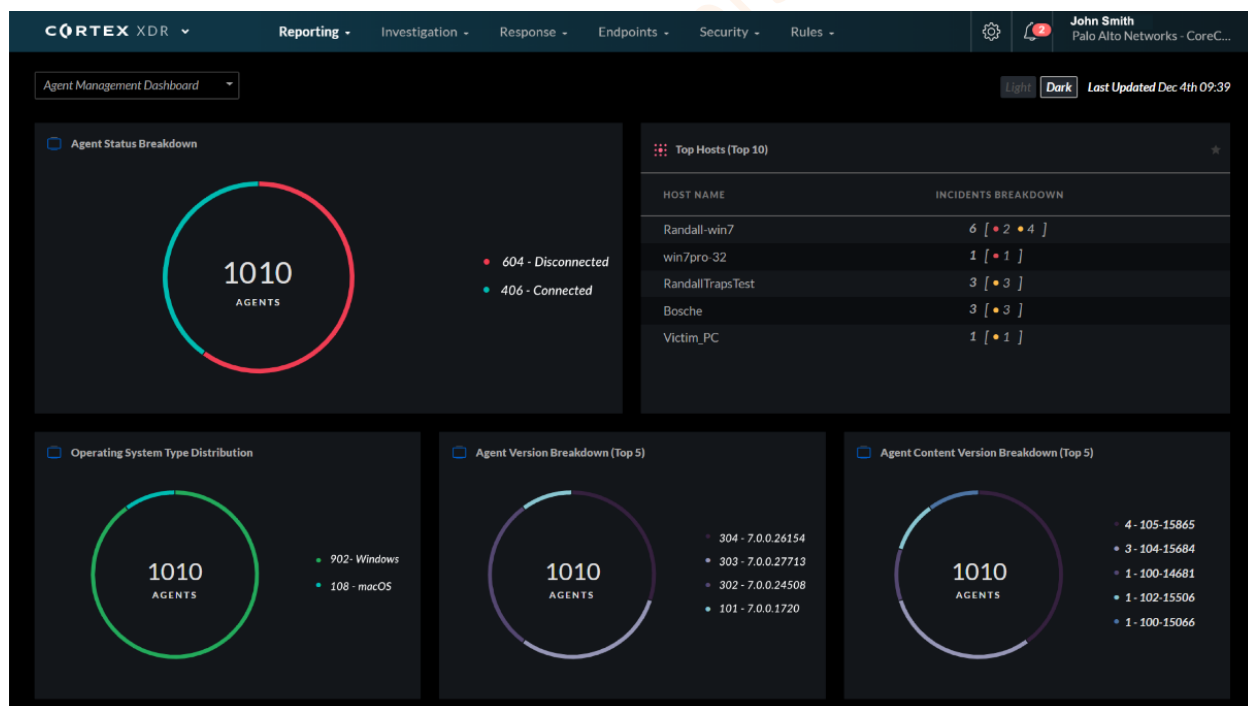 CORTEX XDR
Reporting
Investigation
Response
Endpoints
Security
Rules
2
John Smith
Palo Alto Networks - CoreC...
Agent Management Dashboard
Light
Dark
Last Updated Dec 4th 09:39
Agent Status Breakdown
1010
AGENTS
604 - Disconnected
406 - Connected
Top Hosts (Top 10)
HOST NAME INCIDENTS BREAKDOWN
Randall-win7 6 [ • 2 • 4 ]
win7pro-32 1 [ • 1 ]
RandallTrapsTest 3 [ • 3 ]
Bosche 3 [ • 3 ]
Victim_PC 1 [ • 1 ]
Operating System Type Distribution
1010
AGENTS
902- Windows
108 - macOS
Agent Version Breakdown (Top 5)
1010
AGENTS
304 - 7.0.0.26154
303 - 7.0.0.27713
302 - 7.0.0.24508
101 - 7.0.0.1720
Agent Content Version Breakdown (Top 5)
1010
AGENTS
4 - 105-15865
3 - 104-15684
1 - 100-14681
1 - 102-15506
1 - 100-15066